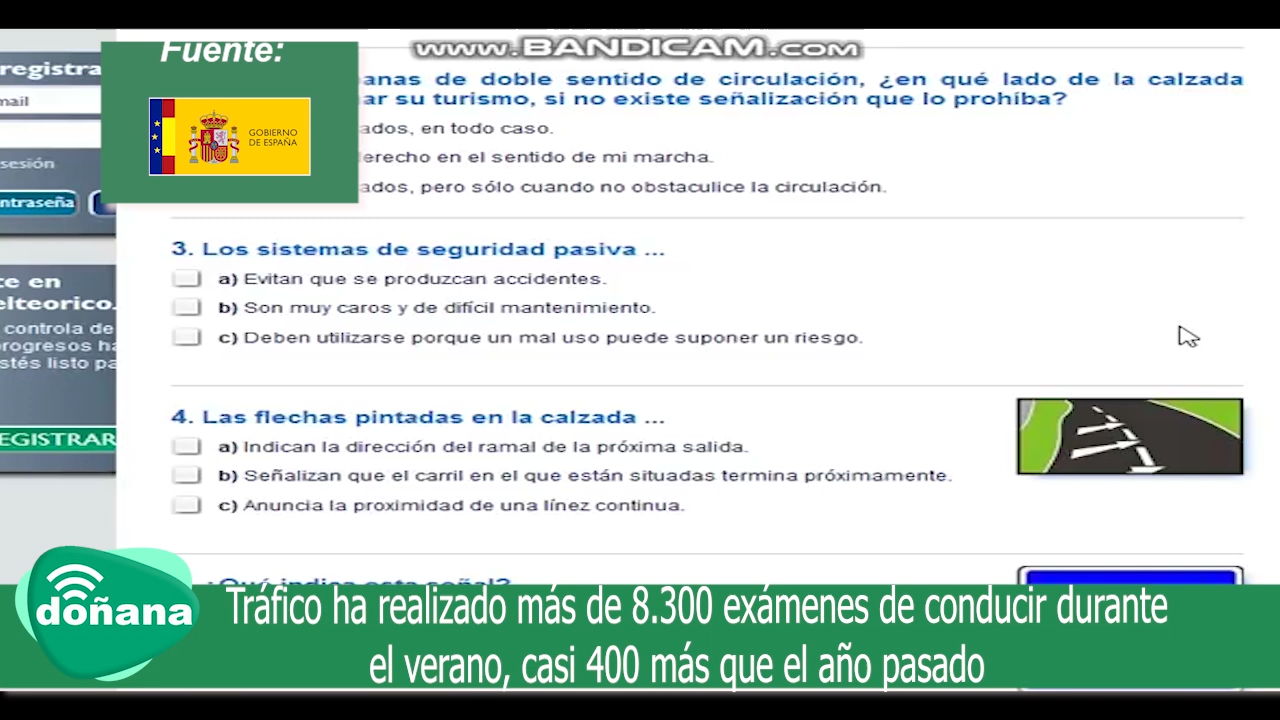 Fuente:
GOBIERNO
DE ESPAÑA
www.BANDICAM.com
registra
mail
sesión
ntraseña
anas de doble sentido de circulación, ¿en qué lado de la calzada
ar su turismo, si no existe señalización que lo prohíba?
ados, en todo caso.
erecho en el sentido de mi marcha.
ados, pero sólo cuando no obstaculice la circulación.
3. Los sistemas de seguridad pasiva ...
a) Evitan que se produzcan accidentes.
b) Son muy caros y de difícil mantenimiento.
c) Deben utilizarse porque un mal uso puede suponer un riesgo.
te en
elteorico.
controla de
progresos ha
stés listo pa
EGISTRAR
4. Las flechas pintadas en la calzada ...
a) Indican la dirección del ramal de la próxima salida.
b) Señalizan que el carril en el que están situadas termina próximamente.
c) Anuncia la proximidad de una línez continua.
¿Qué indica esta señal?
doñana
Tráfico ha realizado más de 8.300 exámenes de conducir durante
el verano, casi 400 más que el año pasado